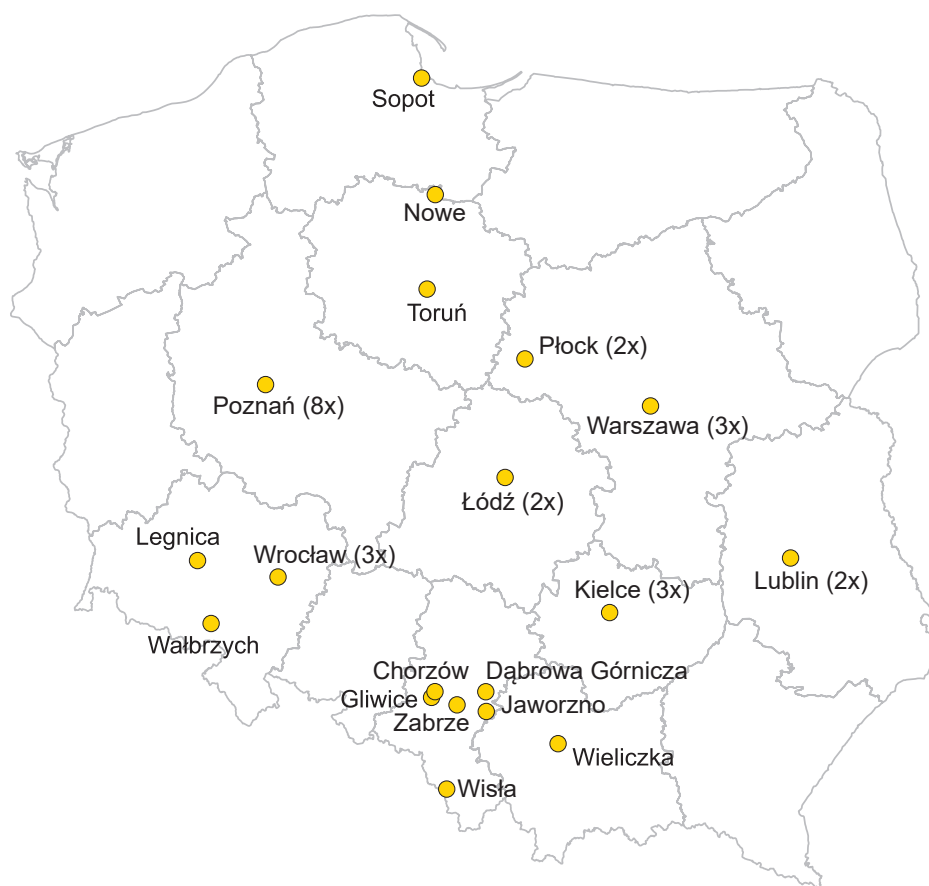 Sopot
Nowe
Toruń
Płock (2x)
Poznań (8x)
Warszawa (3x)
Łódź (2x)
Legnica
Wrocław (3x)
Lublin (2x)
Kielce (3x)
Wałbrzych
Chorzów
Dąbrowa Górnicza
Gliwice
Jaworzno
Zabrze
Wieliczka
Wisła